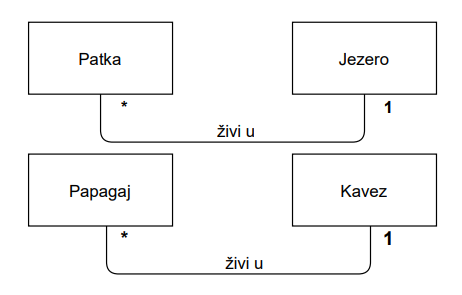 Patka
Jezero
*
1
živi u
Papagaj
Kavez
*
1
živi u